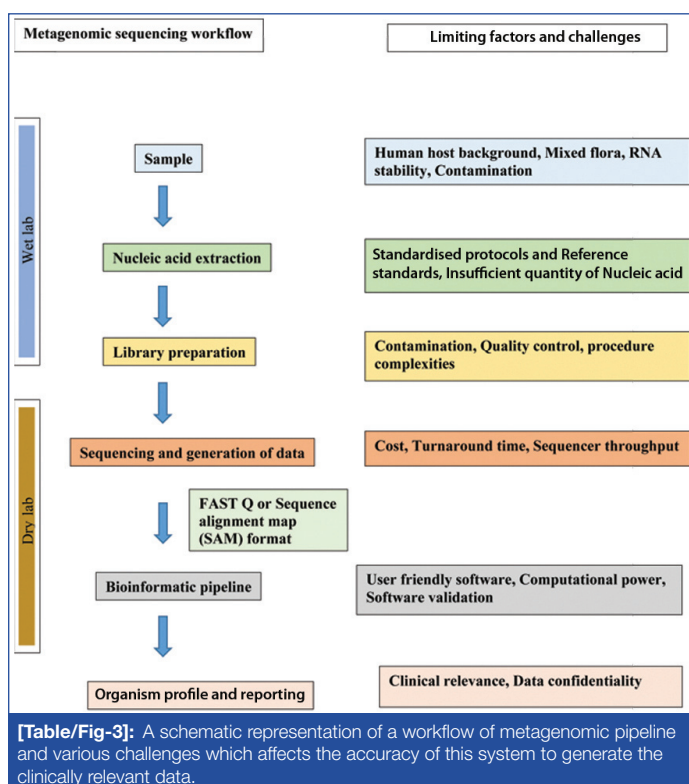 Metagenomic sequencing workflow
Limiting factors and challenges
Wet lab
Sample
Human host background, Mixed flora, RNA
stability, Contamination
Nucleic acid extraction
Standardised protocols and Reference
standards, Insufficient quantity of Nucleic acid
Library preparation
Contamination, Quality control, procedure
complexities
Dry lab
Sequencing and generation of data
Cost, Turnaround time, Sequencer throughput
FAST Q or Sequence
alignment map
(SAM) format
Bioinformatic pipeline
User friendly software, Computational power,
Software validation
Organism profile and reporting
Clinical relevance, Data confidentiality
[Table/Fig-3]: A schematic representation of a workflow of metagenomic pipeline
and various challenges which affects the accuracy of this system to generate the
clinically relevant data.